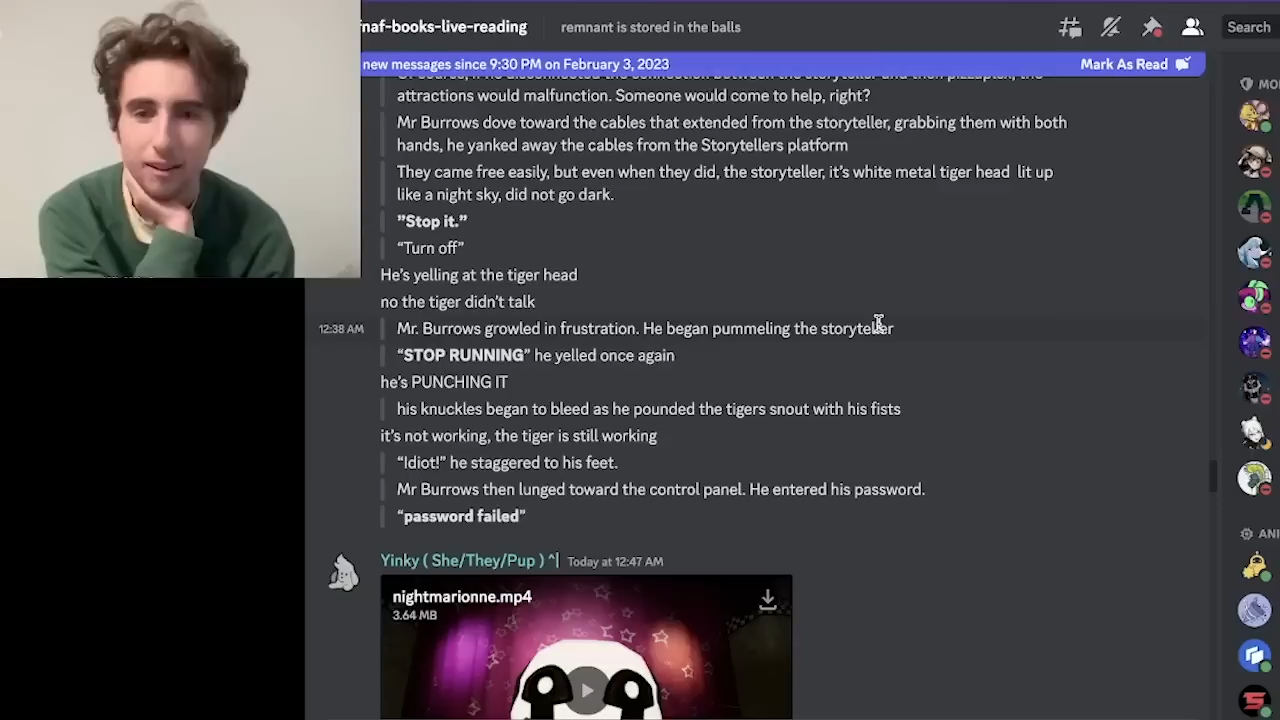 fnaf-books-live-reading
remnant is stored in the balls
Search
new messages since 9:30 PM on February 3, 2023
Mark As Read
attractions would malfunction. Someone would come to help, right?
Mr Burrows dove toward the cables that extended from the storyteller, grabbing them with both
hands, he yanked away the cables from the Storytellers platform
They came free easily, but even when they did, the storyteller, it's white metal tiger head lit up
like a night sky, did not go dark.
”Stop it.”
“Turn off”
He's yelling at the tiger head
no the tiger didn't talk
12:38 AM
Mr. Burrows growled in frustration. He began pummeling the storyteller
“STOP RUNNING” he yelled once again
he's PUNCHING IT
his knuckles began to bleed as he pounded the tigers snout with his fists
it's not working, the tiger is still working
“Idiot!” he staggered to his feet.
Mr Burrows then lunged toward the control panel. He entered his password.
“password failed”
Yinky ( She/They/Pup ) ^| Today at 12:47 AM
nightmarionne.mp4
3.64 MB
MO
ANI